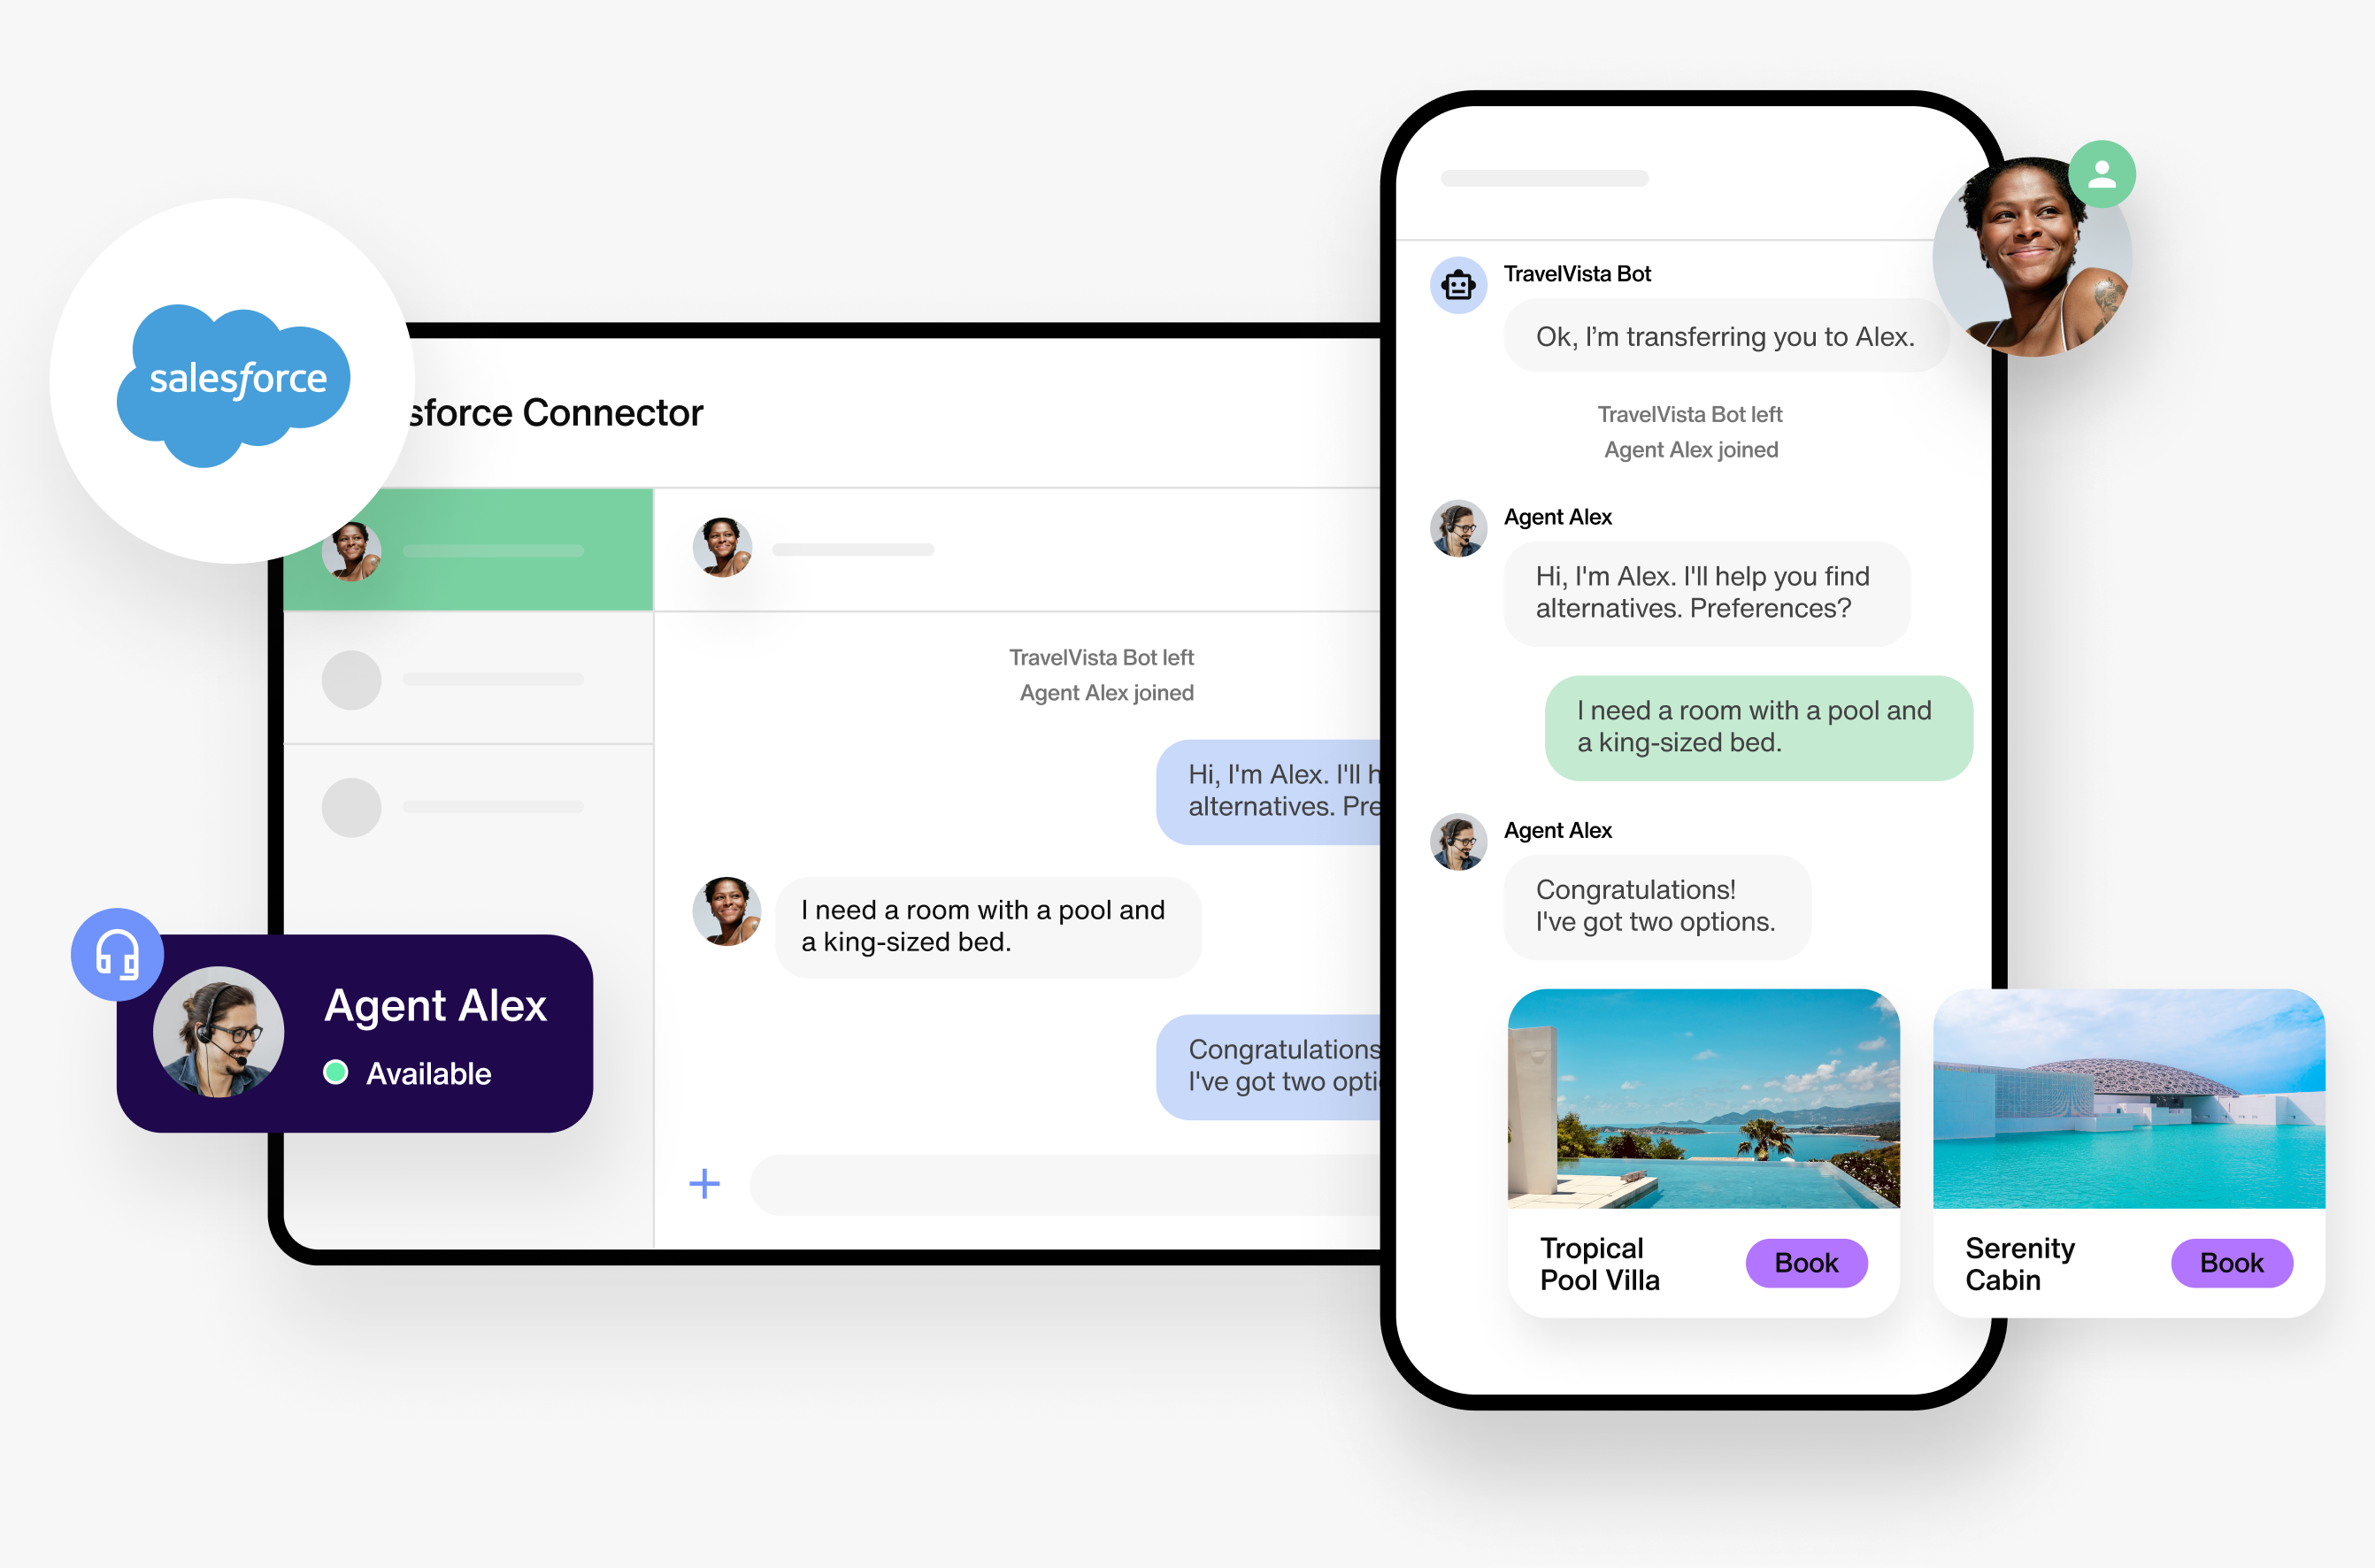 salesforce
sforce Connector
TravelVista Bot left
Agent Alex joined
Hi, I'm Alex. I'll h
alternatives. Pre
I need a room with a pool and
a king-sized bed.
Congratulations
I've got two opti
Agent Alex
Available
TravelVista Bot
Ok, I’m transferring you to Alex.
TravelVista Bot left
Agent Alex joined
Agent Alex
Hi, I'm Alex. I'll help you find
alternatives. Preferences?
I need a room with a pool and
a king-sized bed.
Agent Alex
Congratulations!
I've got two options.
Tropical
Pool Villa
Book
Serenity
Cabin
Book